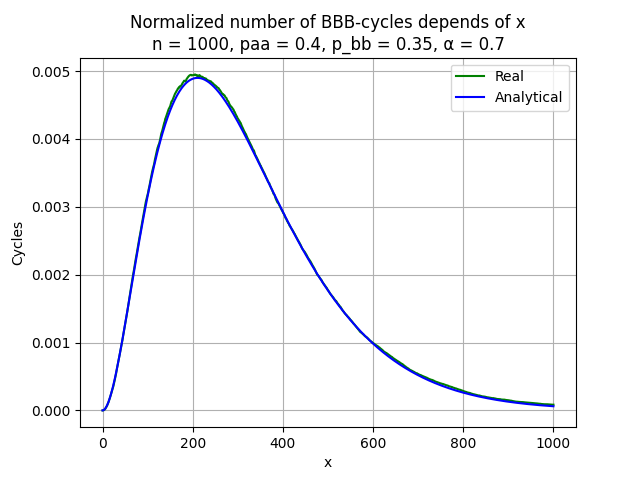 Normalized number of BBB-cycles depends of x
n = 1000, paa = 0.4, p_bb = 0.35, α = 0.7
Real
Analytical
0.005
0.004
0.003
0.002
0.001
0.000
Cycles
0 200 400 600 800 1000
x